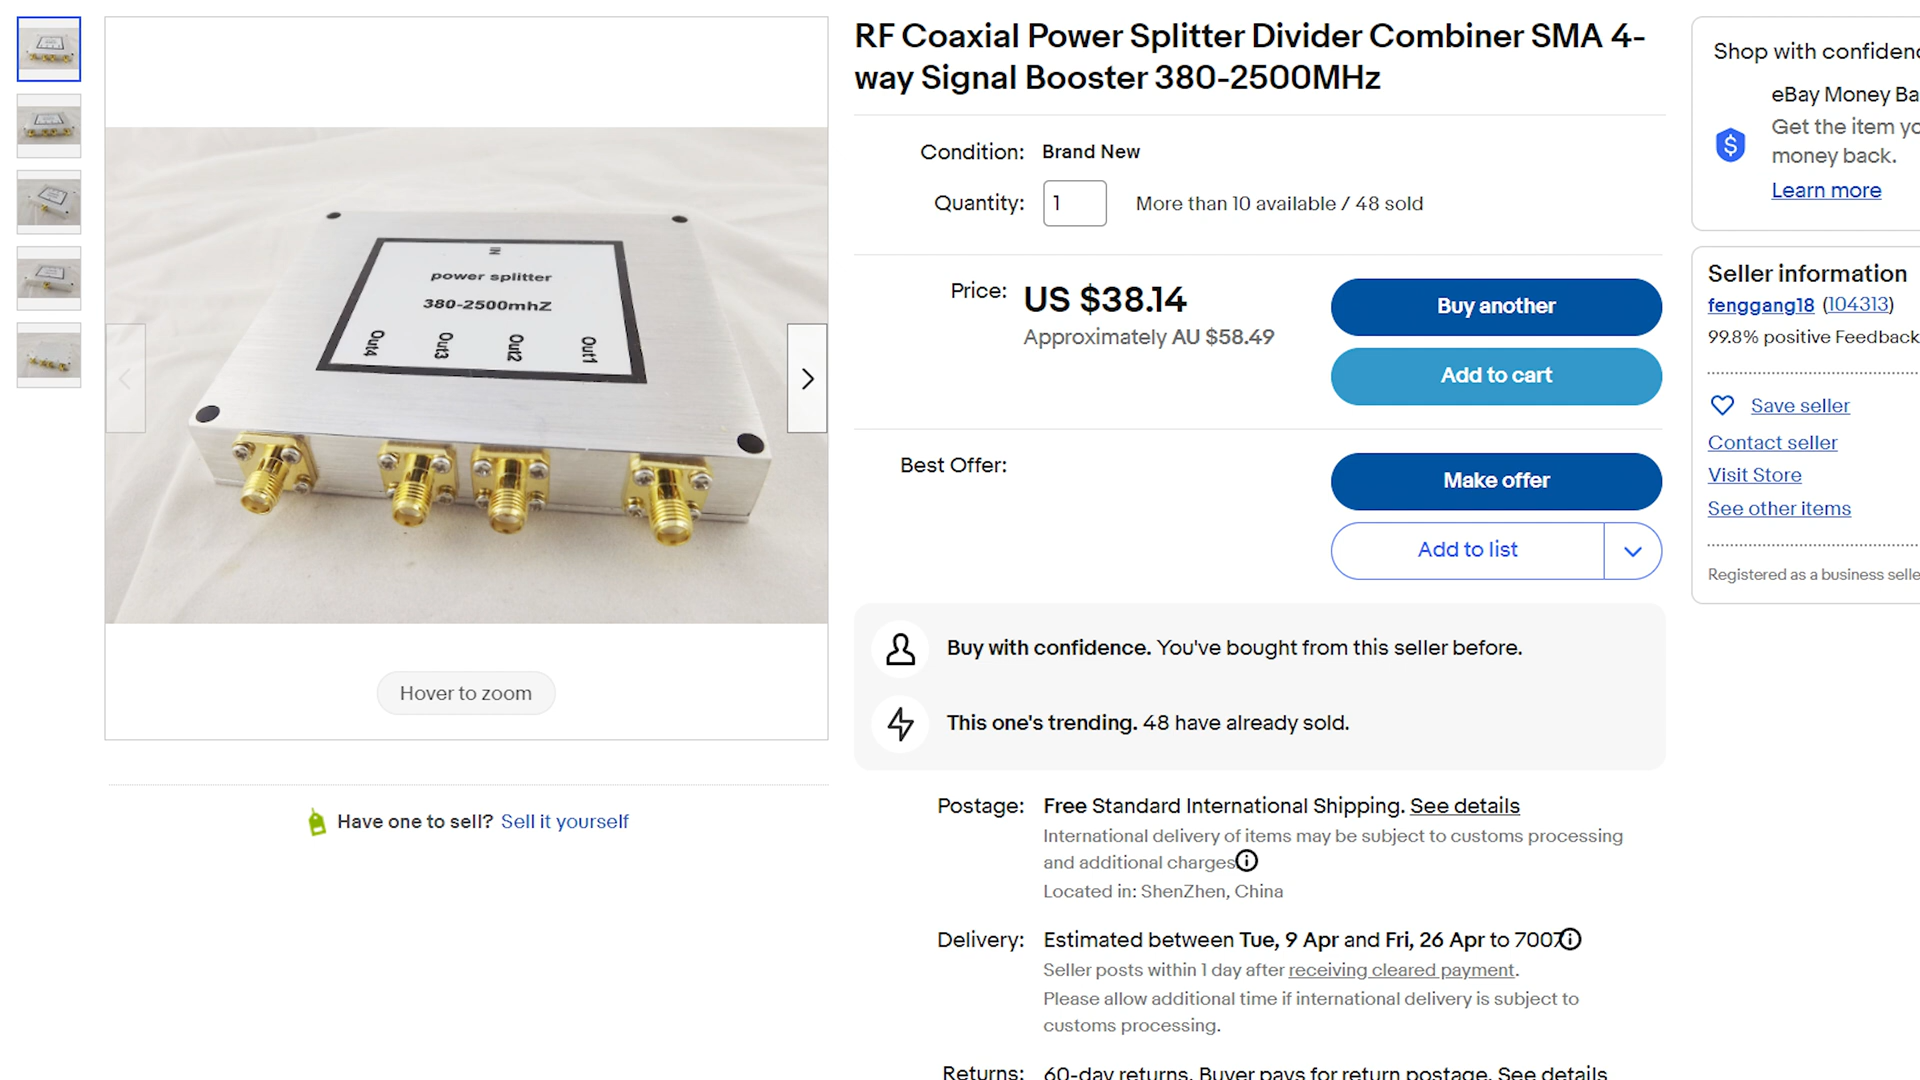 RF Coaxial Power Splitter Divider Combiner SMA 4-
way Signal Booster 380-2500MHz
Condition: Brand New
Quantity: 1 More than 10 available / 48 sold
Price: US $38.14
Approximately AU $58.49
Buy another
Add to cart
Best Offer:
Make offer
Add to list
Buy with confidence. You've bought from this seller before.
This one's trending. 48 have already sold.
Postage: Free Standard International Shipping. See details
International delivery of items may be subject to customs processing
and additional charges
Located in: ShenZhen, China
Delivery: Estimated between Tue, 9 Apr and Fri, 26 Apr to 7007
Seller posts within 1 day after receiving cleared payment.
Please allow additional time if international delivery is subject to
customs processing.
Returns: 60-day returns. Buyer pays for return postage. See details
IN
power splitter
380-2500mhZ
Out4 Out3 Out2 Out1
Hover to zoom
Have one to sell? Sell it yourself
Shop with confidenc
eBay Money Ba
Get the item yo
money back.
Learn more
Seller information
fenggang18 (104313)
99.8% positive Feedback
Save seller
Contact seller
Visit Store
See other items
Registered as a business selle